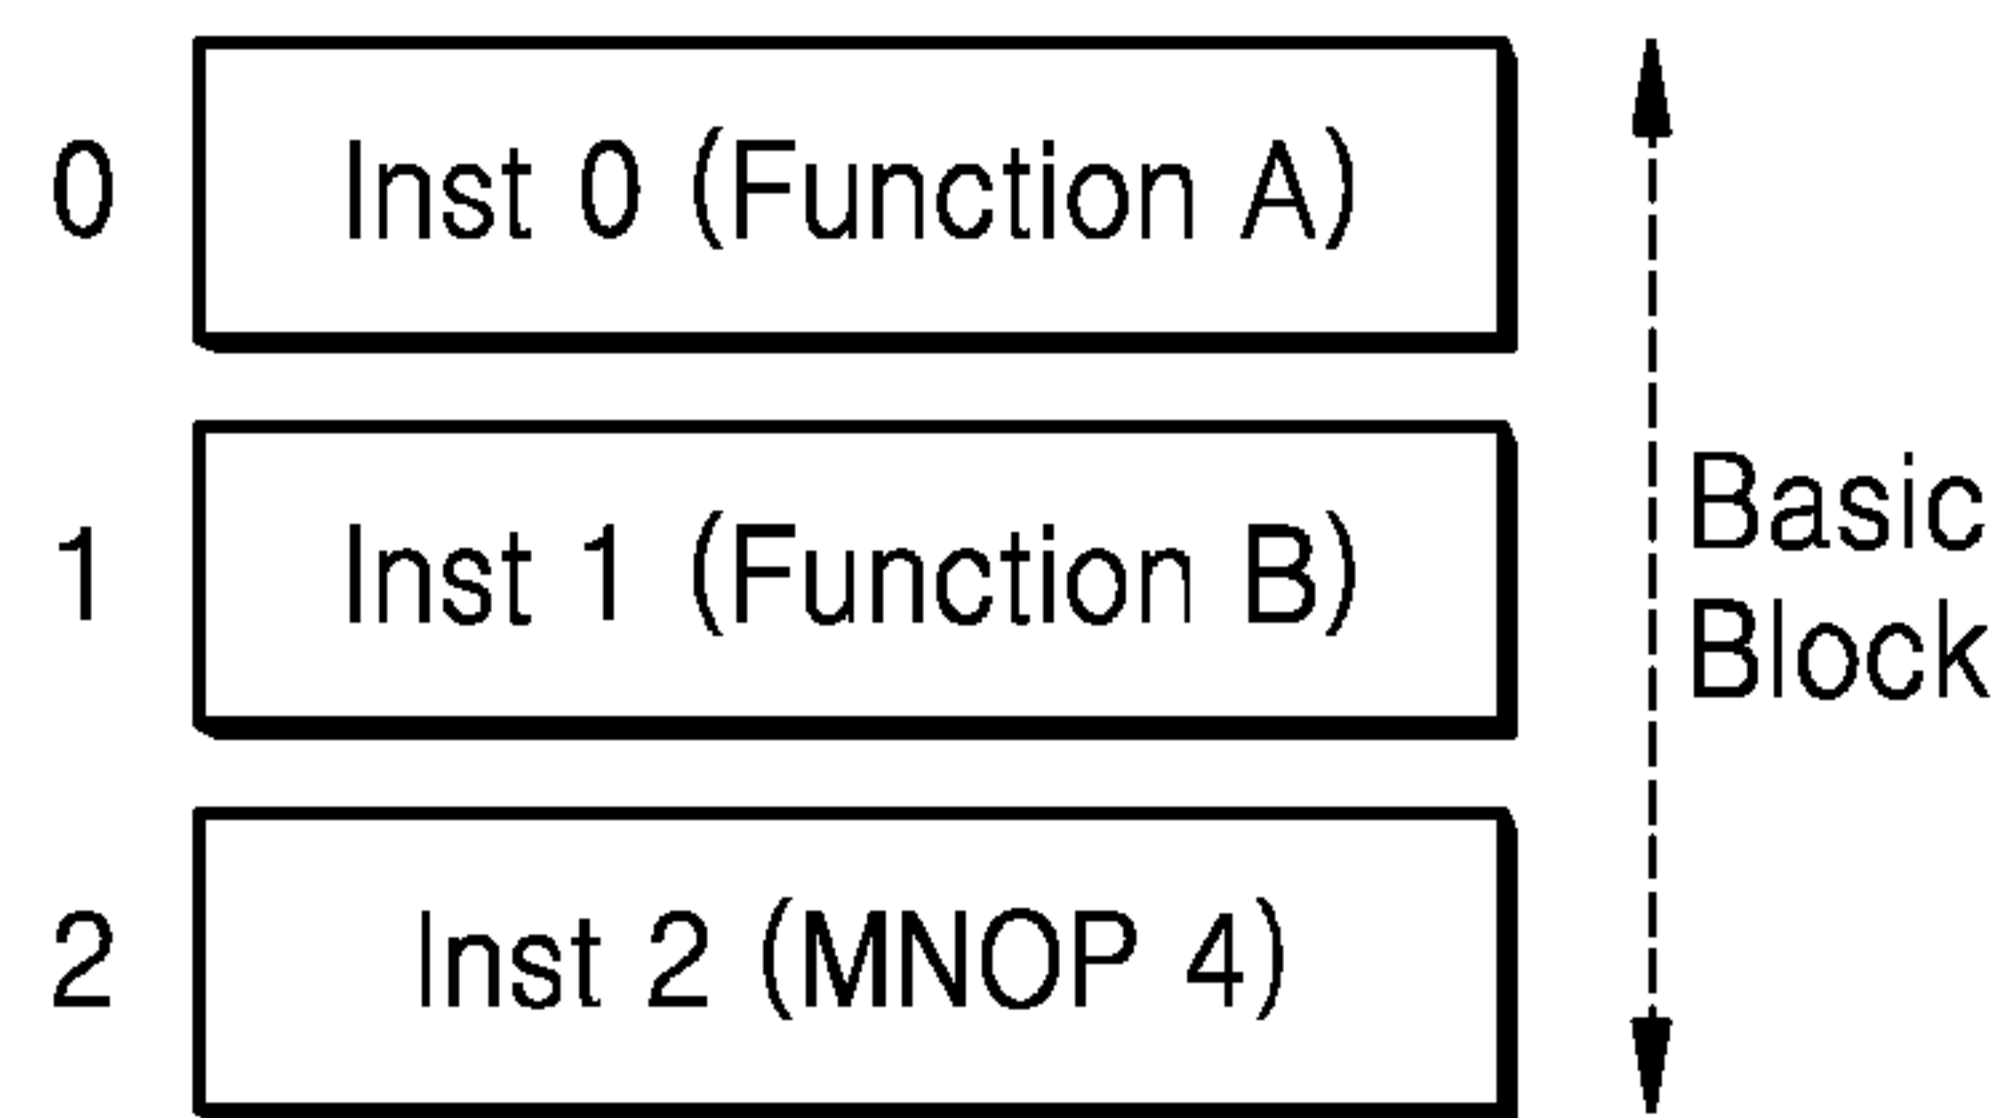 0 Inst 0 (Function A)
1 Inst 1 (Function B)
Basic
Block
2 Inst 2 (MNOP 4)